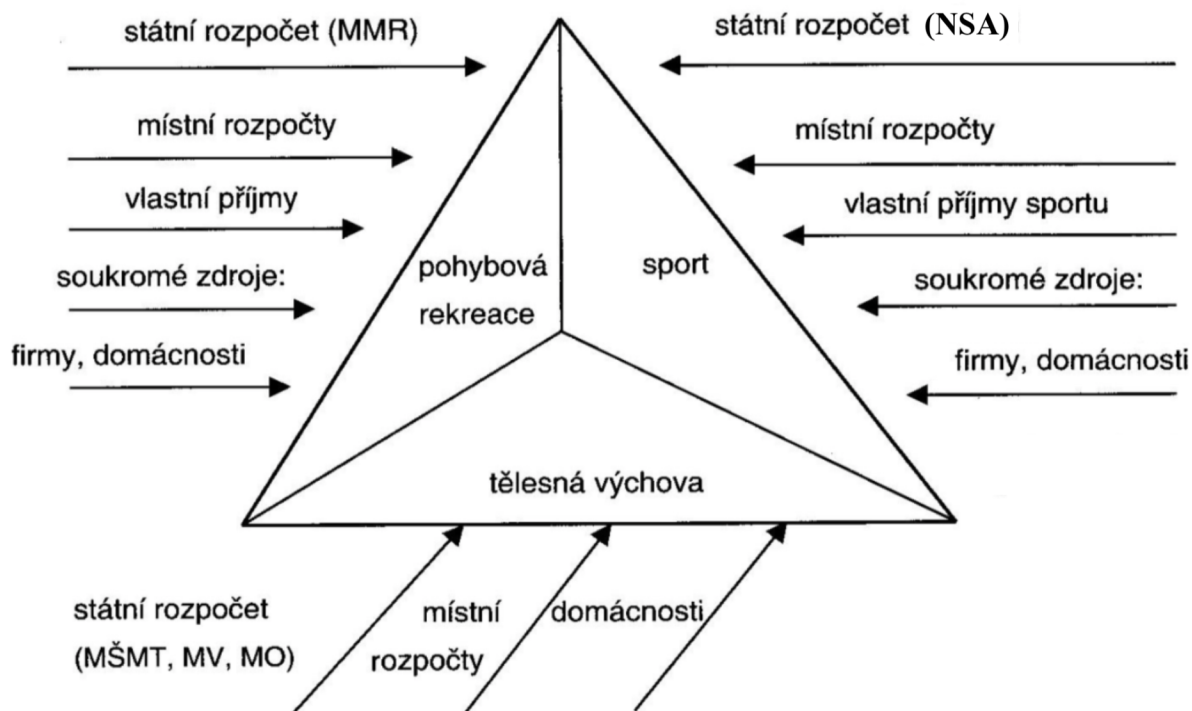 státní rozpočet (MMR)
státní rozpočet (NSA)
místní rozpočty
místní rozpočty
vlastní příjmy
vlastní příjmy sportu
soukromé zdroje:
soukromé zdroje:
firmy, domácnosti
firmy, domácnosti
pohybová
rekreace
sport
tělesná výchova
státní rozpočet
(MŠMT, MV, MO)
místní
rozpočty
domácnosti